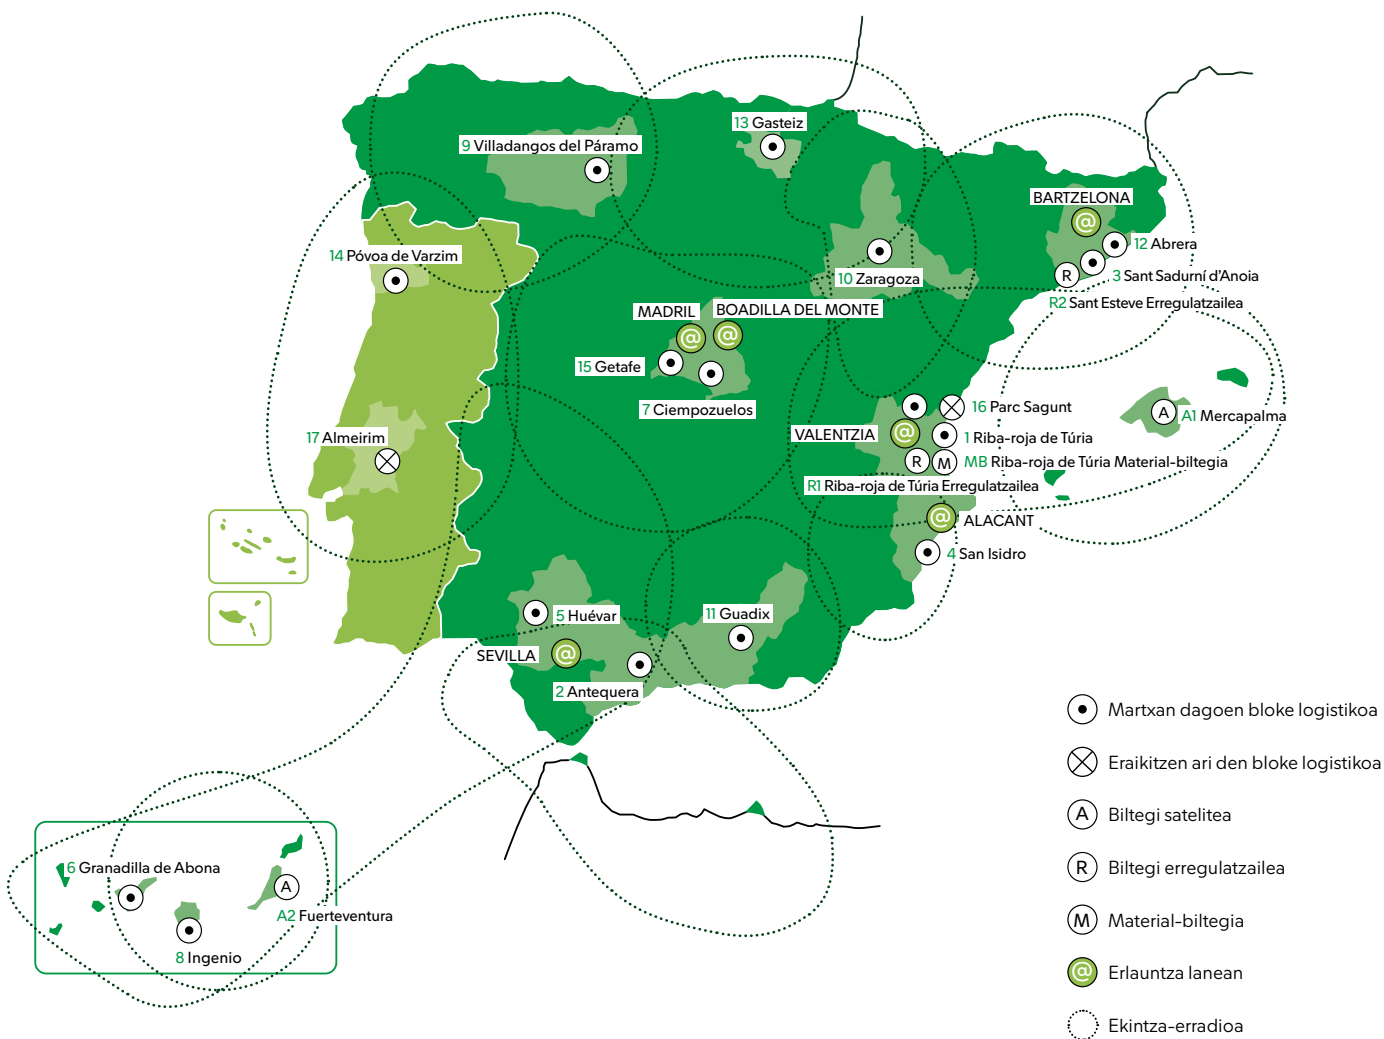 13 Gasteiz
9 Villadangos del Páramo
BARTZELONA
@
12 Abrera
14 Póvoa de Varzim
10 Zaragoza
R
3 Sant Sadurní d'Anoia
R2 Sant Esteve Erregulatzailea
MADRIL
BOADILLA DEL MONTE
@
@
15 Getafe
7 Ciempozuelos
16 Parc Sagunt
A
A1 Mercapalma
17 Almeirim
VALENTZIA
@
1 Riba-roja de Túria
R
M
MB Riba-roja de Túria Material-biltegia
R1 Riba-roja de Túria Erregulatzailea
@
ALACANT
4 San Isidro
5 Huévar
11 Guadix
SEVILLA
@
2 Antequera
6 Granadilla de Abona
A
A2 Fuerteventura
8 Ingenio
Martxan dagoen bloke logistikoa
Eraikitzen ari den bloke logistikoa
A Biltegi satelitea
R Biltegi erregulatzailea
M Material-biltegia
@ Erlauntza lanean
Ekintza-erradioa